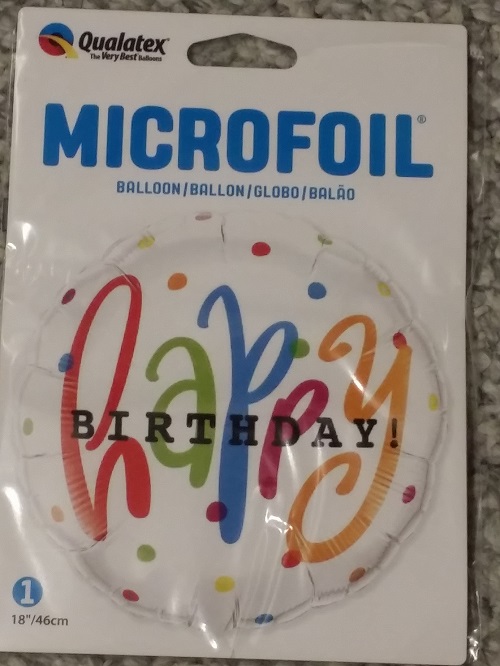 Qualatex®
The Very Best Balloons
MICROFOIL®
BALLOON/BALLON/GLOBO/BALÃO
happy
BIRTHDAY!
1
18"/46cm